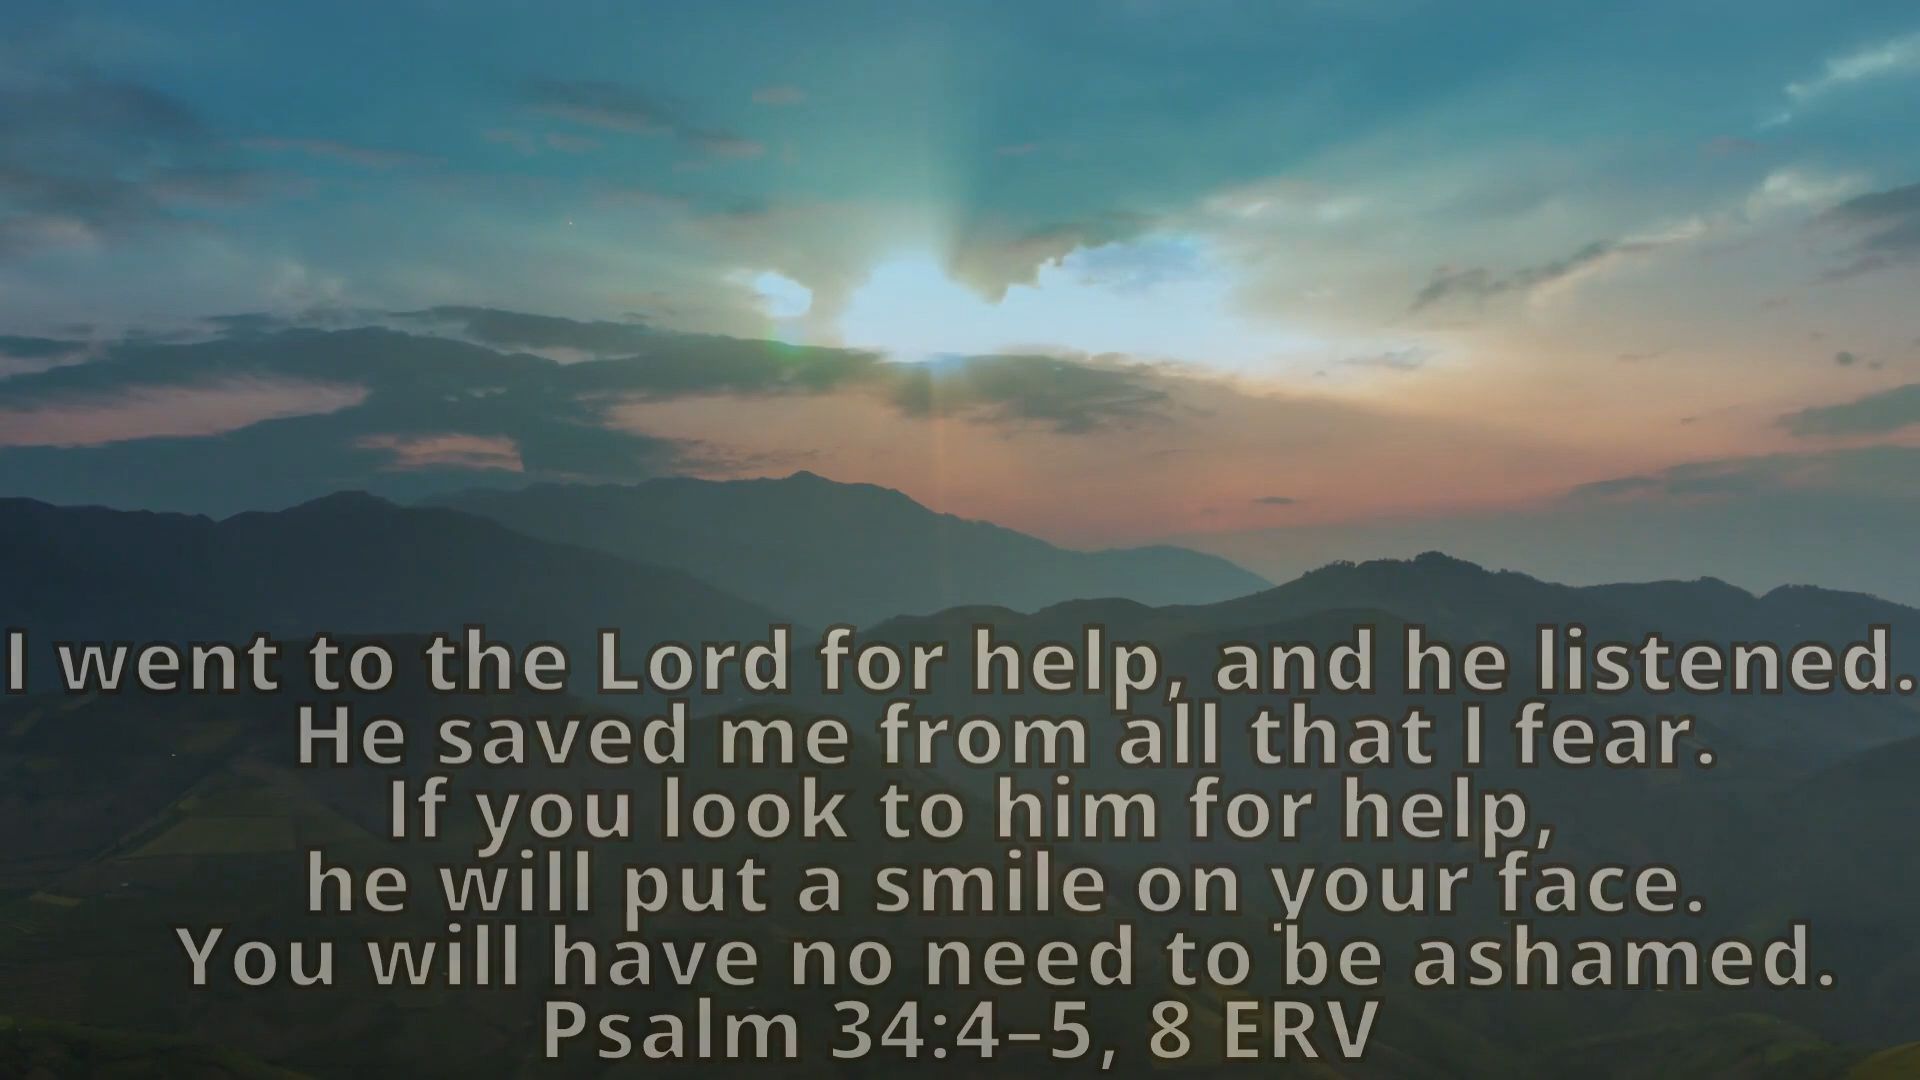 I went to the Lord for help, and he listened.
He saved me from all that I fear.
If you look to him for help,
he will put a smile on your face.
You will have no need to be ashamed.
Psalm 34:4–5, 8 ERV